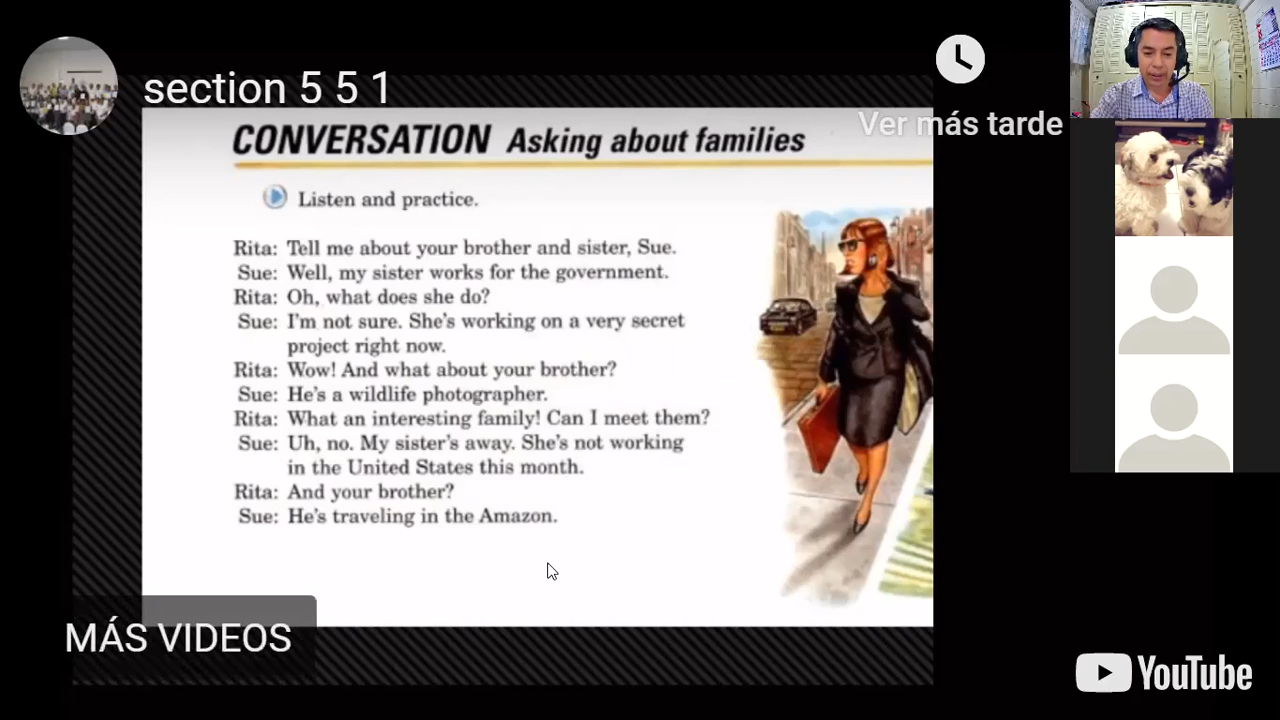 section 5 5 1
Ver más tarde
CONVERSATION Asking about families
Listen and practice.
Rita: Tell me about your brother and sister, Sue.
Sue: Well, my sister works for the government.
Rita: Oh, what does she do?
Sue: I'm not sure. She's working on a very secret
project right now.
Rita: Wow! And what about your brother?
Sue: He's a wildlife photographer.
Rita: What an interesting family! Can I meet them?
Sue: Uh, no. My sister's away. She's not working
in the United States this month.
Rita: And your brother?
Sue: He's traveling in the Amazon.
MÁS VIDEOS
YouTube